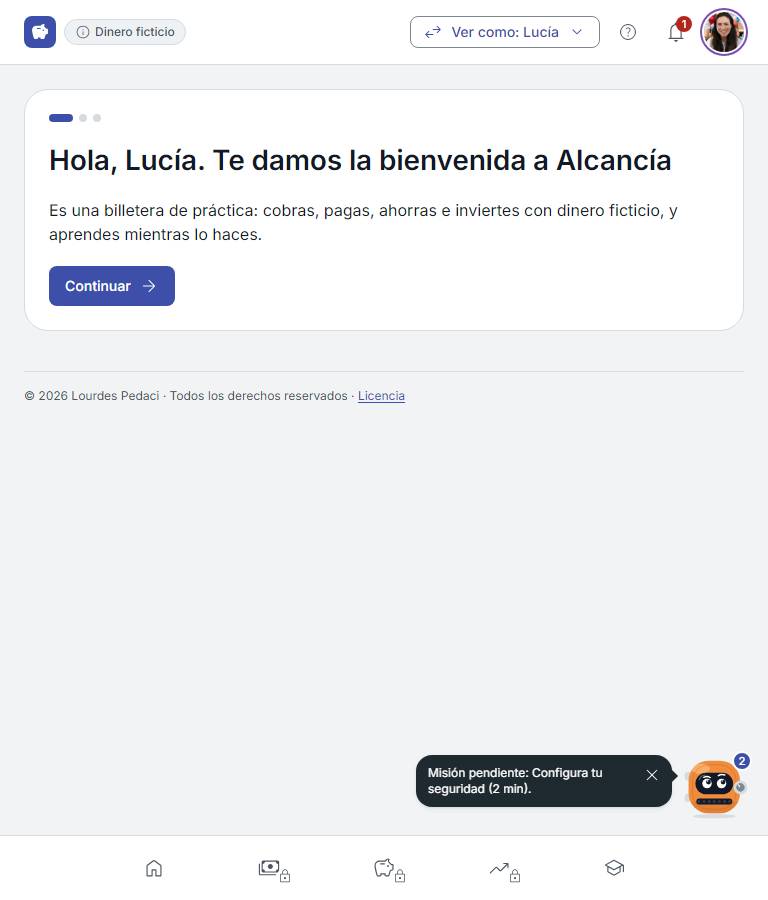 Dinero ficticio
Ver como: Lucía
1
Hola, Lucía. Te damos la bienvenida a Alcancía
Es una billetera de práctica: cobras, pagas, ahorras e inviertes con dinero ficticio, y
aprendes mientras lo haces.
Continuar
© 2026 Lourdes Pedaci · Todos los derechos reservados · Licencia
Misión pendiente: Configura tu
seguridad (2 min).
2